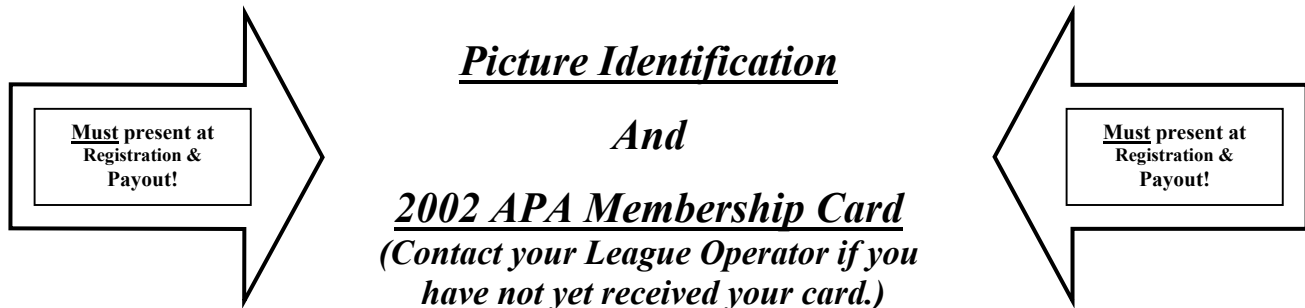 Must present at
Registration &
Payout!
Picture Identification
And
2002 APA Membership Card
(Contact your League Operator if you
have not yet received your card.)
Must present at
Registration &
Payout!